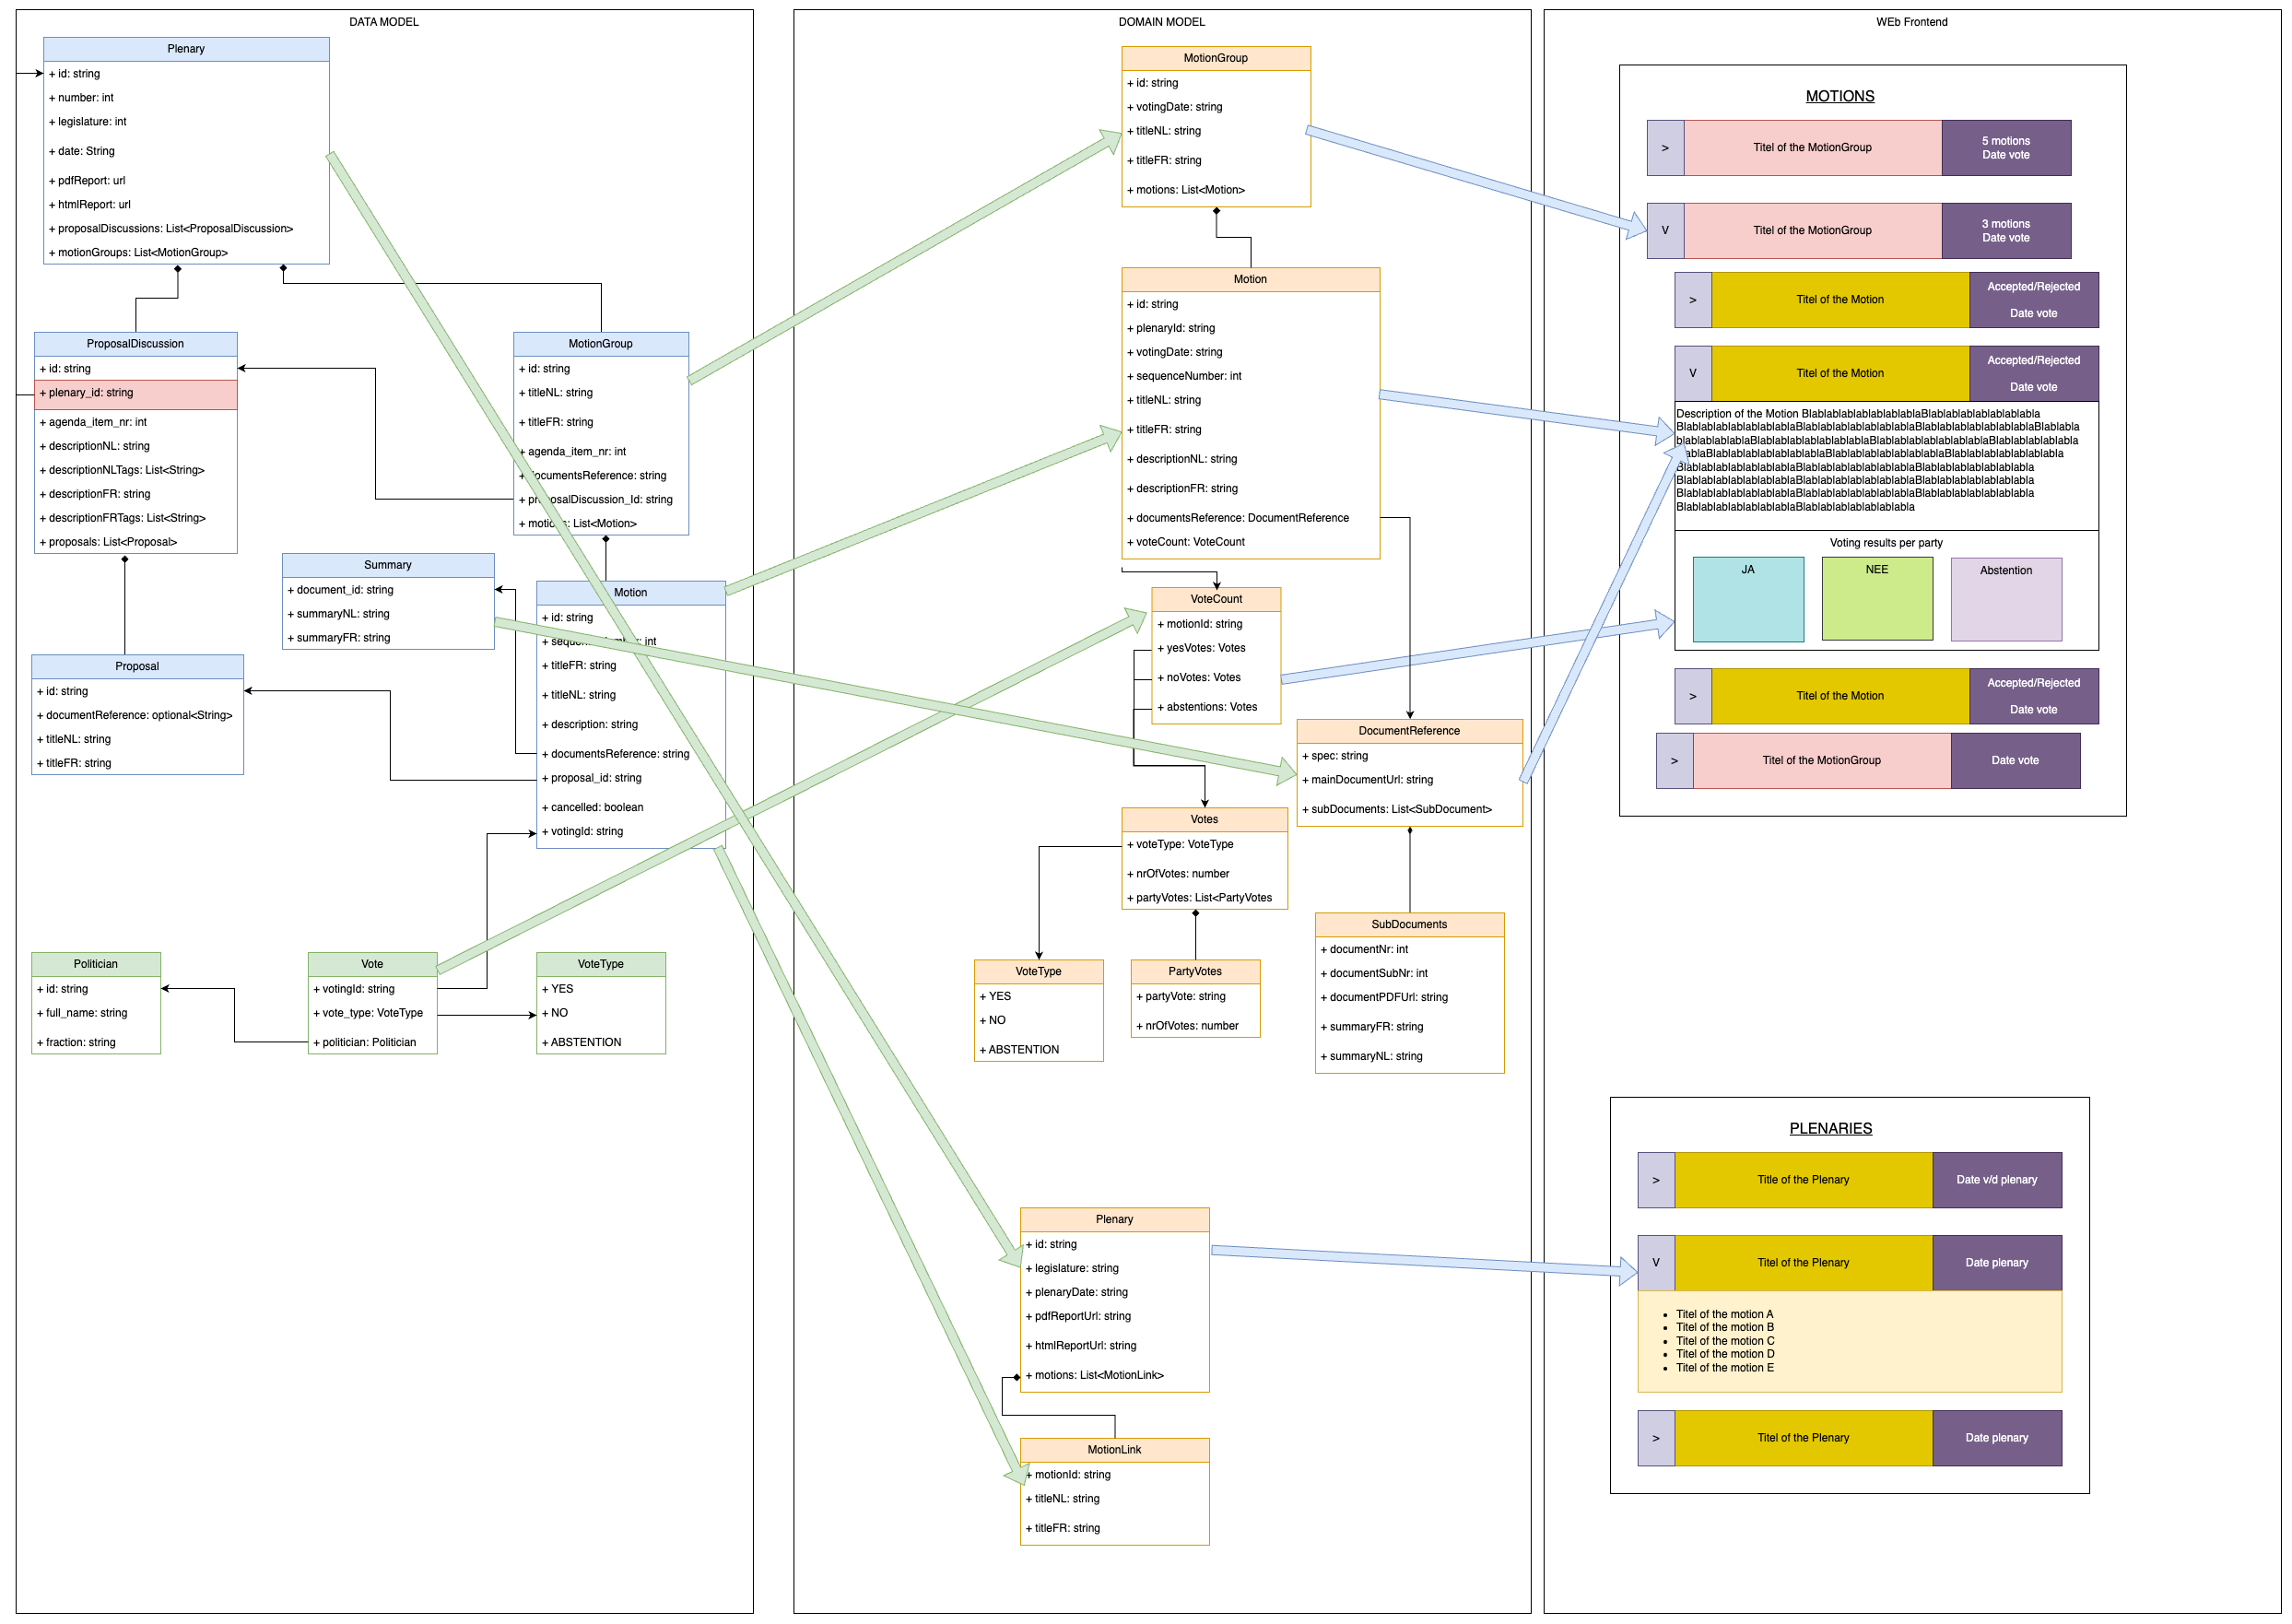 DATA MODEL
Plenary
+ id: string
+ number: int
+ legislature: int
+ date: String
+ pdfReport: url
+ htmlReport: url
+ proposalDiscussions: List<ProposalDiscussion>
+ motionGroups: List<MotionGroup>
ProposalDiscussion
+ id: string
+ plenary_id: string
+ agenda_item_nr: int
+ descriptionNL: string
+ descriptionNLTags: List<String>
+ descriptionFR: string
+ descriptionFRTags: List<String>
+ proposals: List<Proposal>
MotionGroup
+ id: string
+ titleNL: string
+ titleFR: string
+ agenda_item_nr: int
+ documentsReference: string
+ proposalDiscussion_Id: string
+ motions: List<Motion>
Summary
+ document_id: string
+ summaryNL: string
+ summaryFR: string
Motion
+ id: string
+ sequenceNumber: int
+ titleFR: string
+ titleNL: string
+ description: string
+ documentsReference: string
+ proposal_id: string
+ cancelled: boolean
+ votingId: string
Proposal
+ id: string
+ documentReference: optional<String>
+ titleNL: string
+ titleFR: string
Politician
+ id: string
+ full_name: string
+ fraction: string
Vote
+ votingId: string
+ vote_type: VoteType
+ politician: Politician
VoteType
+ YES
+ NO
+ ABSTENTION
DOMAIN MODEL
MotionGroup
+ id: string
+ votingDate: string
+ titleNL: string
+ titleFR: string
+ motions: List<Motion>
Motion
+ id: string
+ plenaryId: string
+ votingDate: string
+ sequenceNumber: int
+ titleNL: string
+ titleFR: string
+ descriptionNL: string
+ descriptionFR: string
+ documentsReference: DocumentReference
+ voteCount: VoteCount
VoteCount
+ motionId: string
+ yesVotes: Votes
+ noVotes: Votes
+ abstentions: Votes
DocumentReference
+ spec: string
+ mainDocumentUrl: string
+ subDocuments: List<SubDocument>
Votes
+ voteType: VoteType
+ nrOfVotes: number
+ partyVotes: List<PartyVotes
SubDocuments
+ documentNr: int
+ documentSubNr: int
+ documentPDFUrl: string
+ summaryFR: string
+ summaryNL: string
VoteType
+ YES
+ NO
+ ABSTENTION
PartyVotes
+ partyVote: string
+ nrOfVotes: number
Plenary
+ id: string
+ legislature: string
+ plenaryDate: string
+ pdfReportUrl: string
+ htmlReportUrl: string
+ motions: List<MotionLink>
MotionLink
+ motionId: string
+ titleNL: string
+ titleFR: string
WEb Frontend
MOTIONS
>
Titel of the MotionGroup
5 motions
Date vote
V
Titel of the MotionGroup
3 motions
Date vote
>
Titel of the Motion
Accepted/Rejected
Date vote
V
Titel of the Motion
Accepted/Rejected
Date vote
Description of the Motion BlablablablablablablablaBlablablablablablablabla
BlablablablablablablablaBlablablablablablablablaBlablablablablablablablaBlablabla
blablablablablaBlablablablablablablablaBlablablablablablablablaBlablablablablabla
blablaBlablablablablablablablaBlablablablablablablablaBlablablablablablablabla
BlablablablablablablablaBlablablablablablablablaBlablablablablablablabla
BlablablablablablablablaBlablablablablablablablaBlablablablablablablabla
BlablablablablablablablaBlablablablablablablablaBlablablablablablablabla
BlablablablablablablablaBlablablablablablablabla
Voting results per party
JA
NEE
Abstention
>
Titel of the Motion
Accepted/Rejected
Date vote
>
Titel of the MotionGroup
Date vote
PLENARIES
>
Title of the Plenary
Date v/d plenary
V
Titel of the Plenary
Date plenary
• Titel of the motion A
• Titel of the motion B
• Titel of the motion C
• Titel of the motion D
• Titel of the motion E
>
Titel of the Plenary
Date plenary